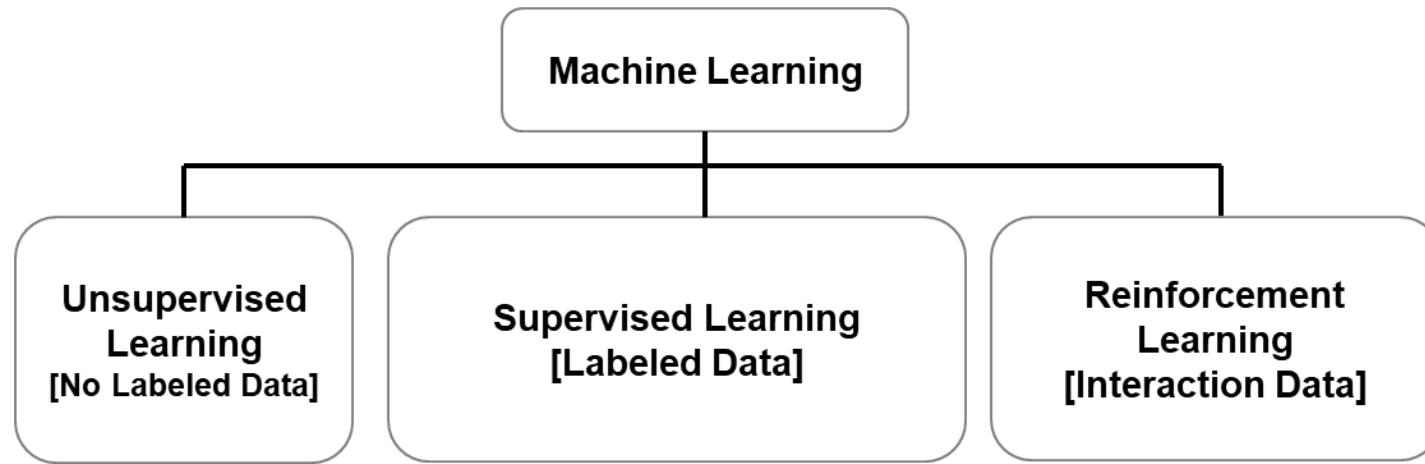 Machine Learning
Unsupervised
Learning
[No Labeled Data]
Supervised Learning
[Labeled Data]
Reinforcement
Learning
[Interaction Data]